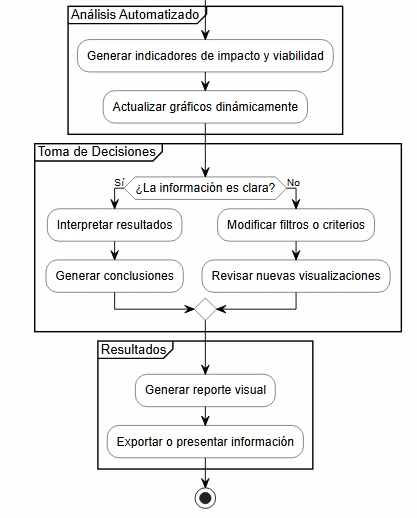 Análisis Automatizado
Generar indicadores de impacto y viabilidad
Actualizar gráficos dinámicamente
Toma de Decisiones
¿La información es clara?
Sí
No
Interpretar resultados
Modificar filtros o criterios
Generar conclusiones
Revisar nuevas visualizaciones
Resultados
Generar reporte visual
Exportar o presentar información